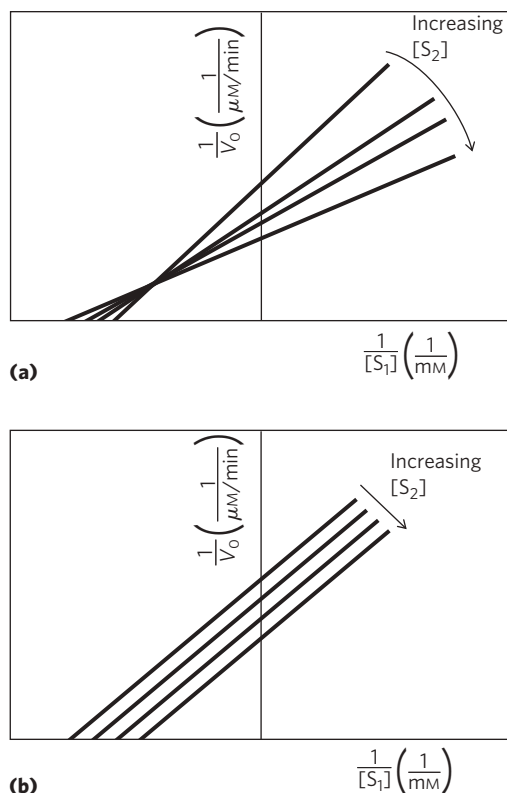 Increasing
[S₂]
1/V₀ (1/μM/min)
1/[S₁] (1/mM)
(a)
Increasing
[S₂]
1/V₀ (1/μM/min)
1/[S₁] (1/mM)
(b)